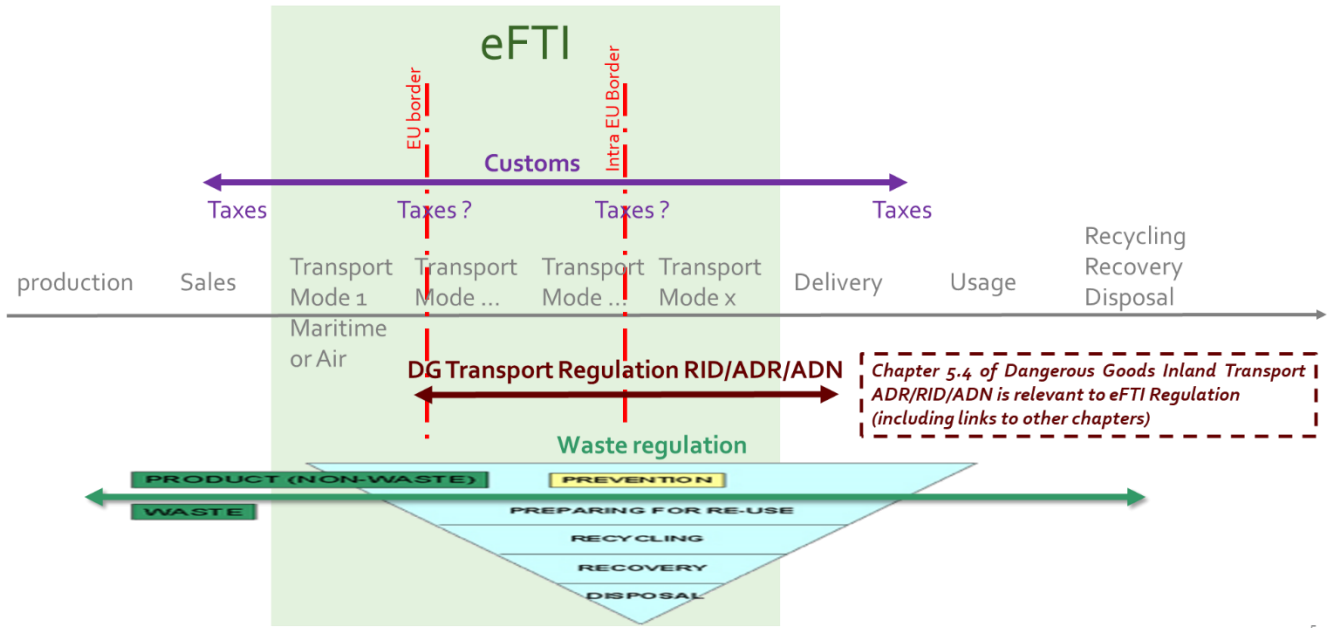 eFTI
EU border
Intra EU Border
Customs
Taxes
Taxes ?
Taxes ?
Taxes
production
Sales
Transport
Mode 1
Maritime
or Air
Transport
Mode ...
Transport
Mode ...
Transport
Mode x
Delivery
Usage
Recycling
Recovery
Disposal
DG Transport Regulation RID/ADR/ADN
Chapter 5.4 of Dangerous Goods Inland Transport
ADR/RID/ADN is relevant to eFTI Regulation
(including links to other chapters)
Waste regulation
PRODUCT (NON-WASTE)
PREVENTION
WASTE
PREPARING FOR RE-USE
RECYCLING
RECOVERY
DISPOSAL